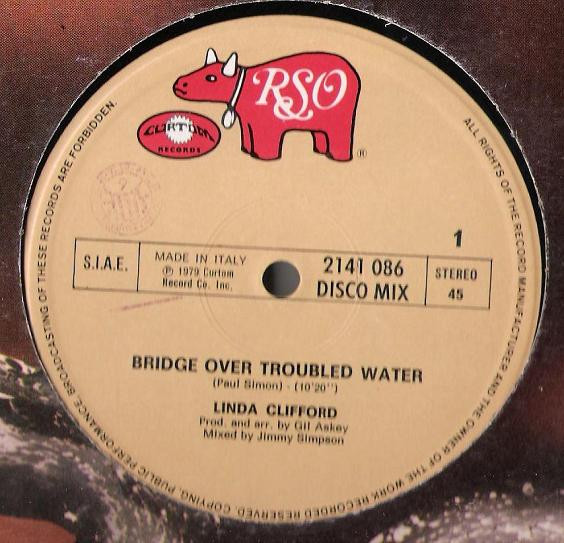 RSO
®
CURTOM
RECORDS
BROADCASTING OF THESE RECORDS ARE FORBIDDEN.
ALL RIGHTS OF THE RECORD MANUFACTURER AND THE OWNER OF THE WORK RECORDED RESERVED. COPYING, PUBLIC PERFORMANCE,
1
S.I.A.E.
MADE IN ITALY
℗ 1979 Curtom
Record Co. Inc.
2141 086
DISCO MIX
STEREO
45
BRIDGE OVER TROUBLED WATER
(Paul Simon) - (10'20'')
LINDA CLIFFORD
Prod. and arr. by Gil Askey
Mixed by Jimmy Simpson